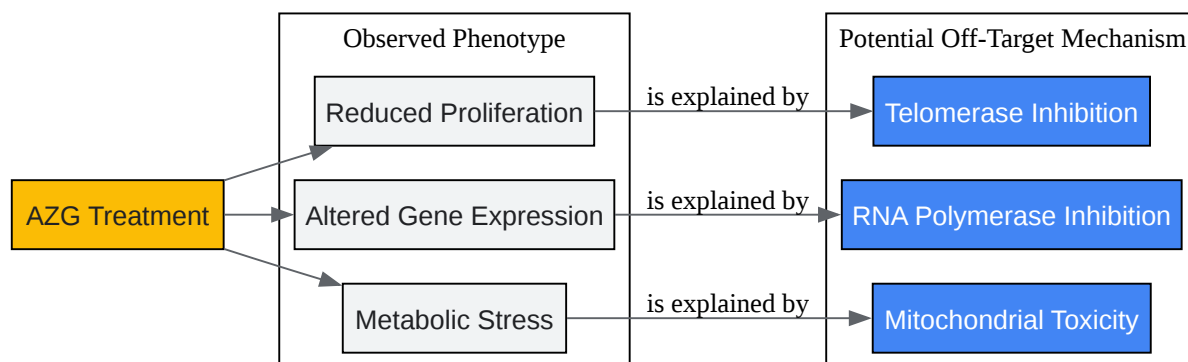 Observed Phenotype
Potential Off-Target Mechanism
Reduced Proliferation
is explained by
Telomerase Inhibition
AZG Treatment
Altered Gene Expression
is explained by
RNA Polymerase Inhibition
Metabolic Stress
is explained by
Mitochondrial Toxicity